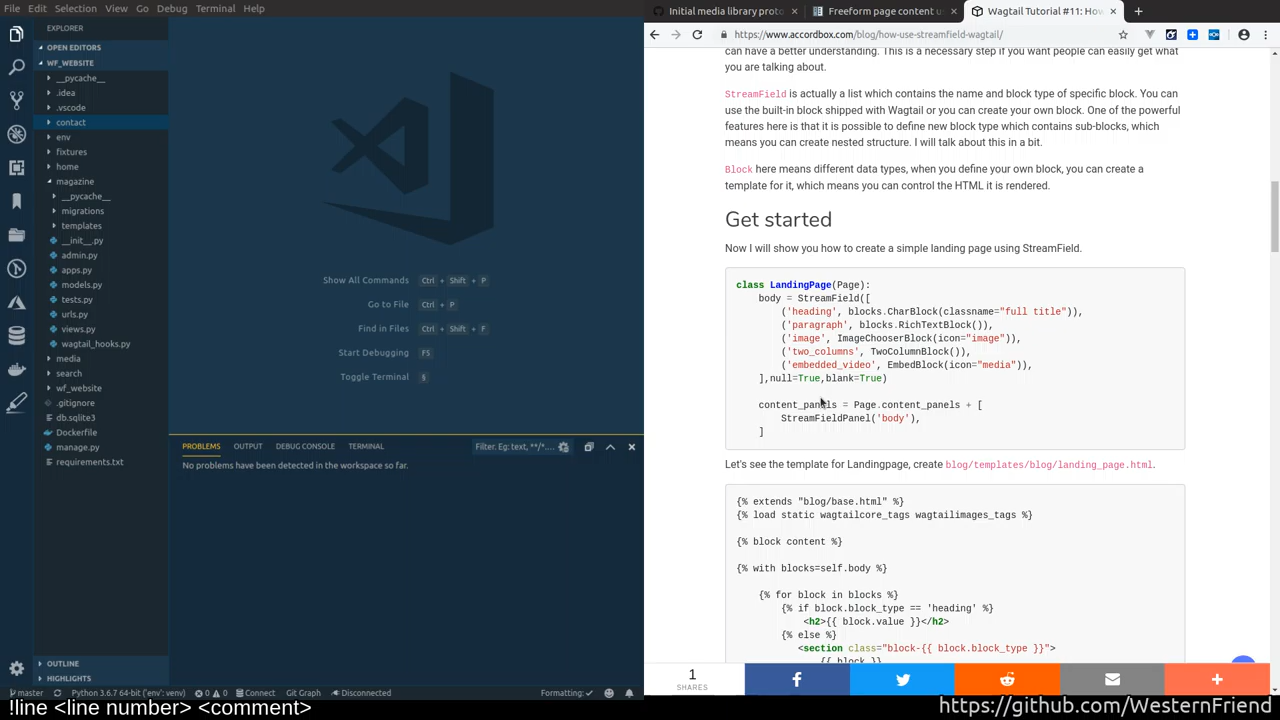 File Edit Selection View Go Debug Terminal Help
EXPLORER
OPEN EDITORS
WF_WEBSITE
__pycache__
.idea
.vscode
contact
env
fixtures
home
magazine
__pycache__
migrations
templates
__init__.py
admin.py
apps.py
models.py
tests.py
urls.py
views.py
wagtail_hooks.py
media
search
wf_website
.gitignore
db.sqlite3
Dockerfile
manage.py
requirements.txt
OUTLINE
HIGHLIGHTS
Show All Commands Ctrl + Shift + P
Go to File Ctrl + P
Find in Files Ctrl + Shift + F
Start Debugging F5
Toggle Terminal §
PROBLEMS OUTPUT DEBUG CONSOLE TERMINAL Filter. Eg: text, **/*...
No problems have been detected in the workspace so far.
master Python 3.6.7 64-bit ('env': venv) 0 0 Connect Git Graph Disconnected Formatting: ✓
!line <line number> <comment>
Initial media library proto × Freeform page content us × Wagtail Tutorial #11: How × +
https://www.accordbox.com/blog/how-use-streamfield-wagtail/
can have a better understanding. This is a necessary step if you want people can easily get what
you are talking about.
StreamField is actually a list which contains the name and block type of specific block. You can
use the built-in block shipped with Wagtail or you can create your own block. One of the powerful
features here is that it is possible to define new block type which contains sub-blocks, which
means you can create nested structure. I will talk about this in a bit.
Block here means different data types, when you define your own block, you can create a
template for it, which means you can control the HTML it is rendered.
Get started
Now I will show you how to create a simple landing page using StreamField.
class LandingPage(Page):
body = StreamField([
('heading', blocks.CharBlock(classname="full title")),
('paragraph', blocks.RichTextBlock()),
('image', ImageChooserBlock(icon="image")),
('two_columns', TwoColumnBlock()),
('embedded_video', EmbedBlock(icon="media")),
],null=True,blank=True)
content_panels = Page.content_panels + [
StreamFieldPanel('body'),
]
Let's see the template for Landingpage, create blog/templates/blog/landing_page.html.
{% extends "blog/base.html" %}
{% load static wagtailcore_tags wagtailimages_tags %}
{% block content %}
{% with blocks=self.body %}
{% for block in blocks %}
{% if block.block_type == 'heading' %}
<h2>{{ block.value }}</h2>
{% else %}
<section class="block-{{ block.block_type }}">
{{ block }}
1
SHARES
https://github.com/WesternFriend